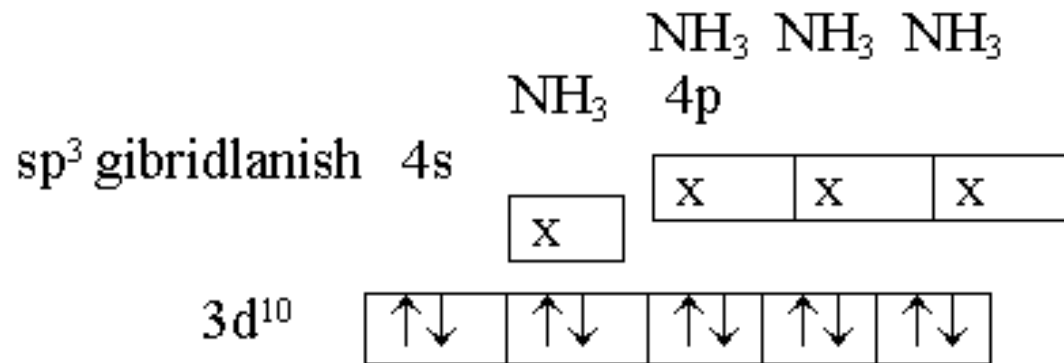 NH₃ NH₃ NH₃
NH₃ 4p
sp³ gibridlanish 4s
x x x
x
3d¹⁰ ↑↓ ↑↓ ↑↓ ↑↓ ↑↓